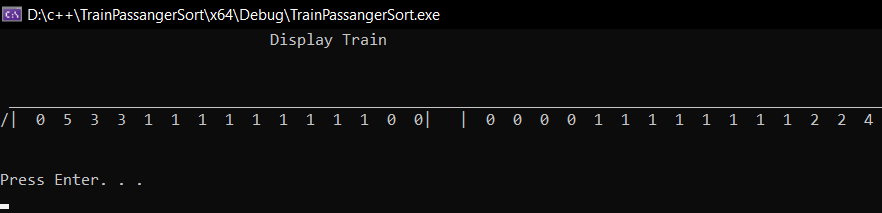 D:\c++\TrainPassangerSort\x64\Debug\TrainPassangerSort.exe
Display Train
/| 0 5 3 3 1 1 1 1 1 1 1 1 1 0 0| | 0 0 0 0 1 1 1 1 1 1 1 1 2 2 4
Press Enter. . .